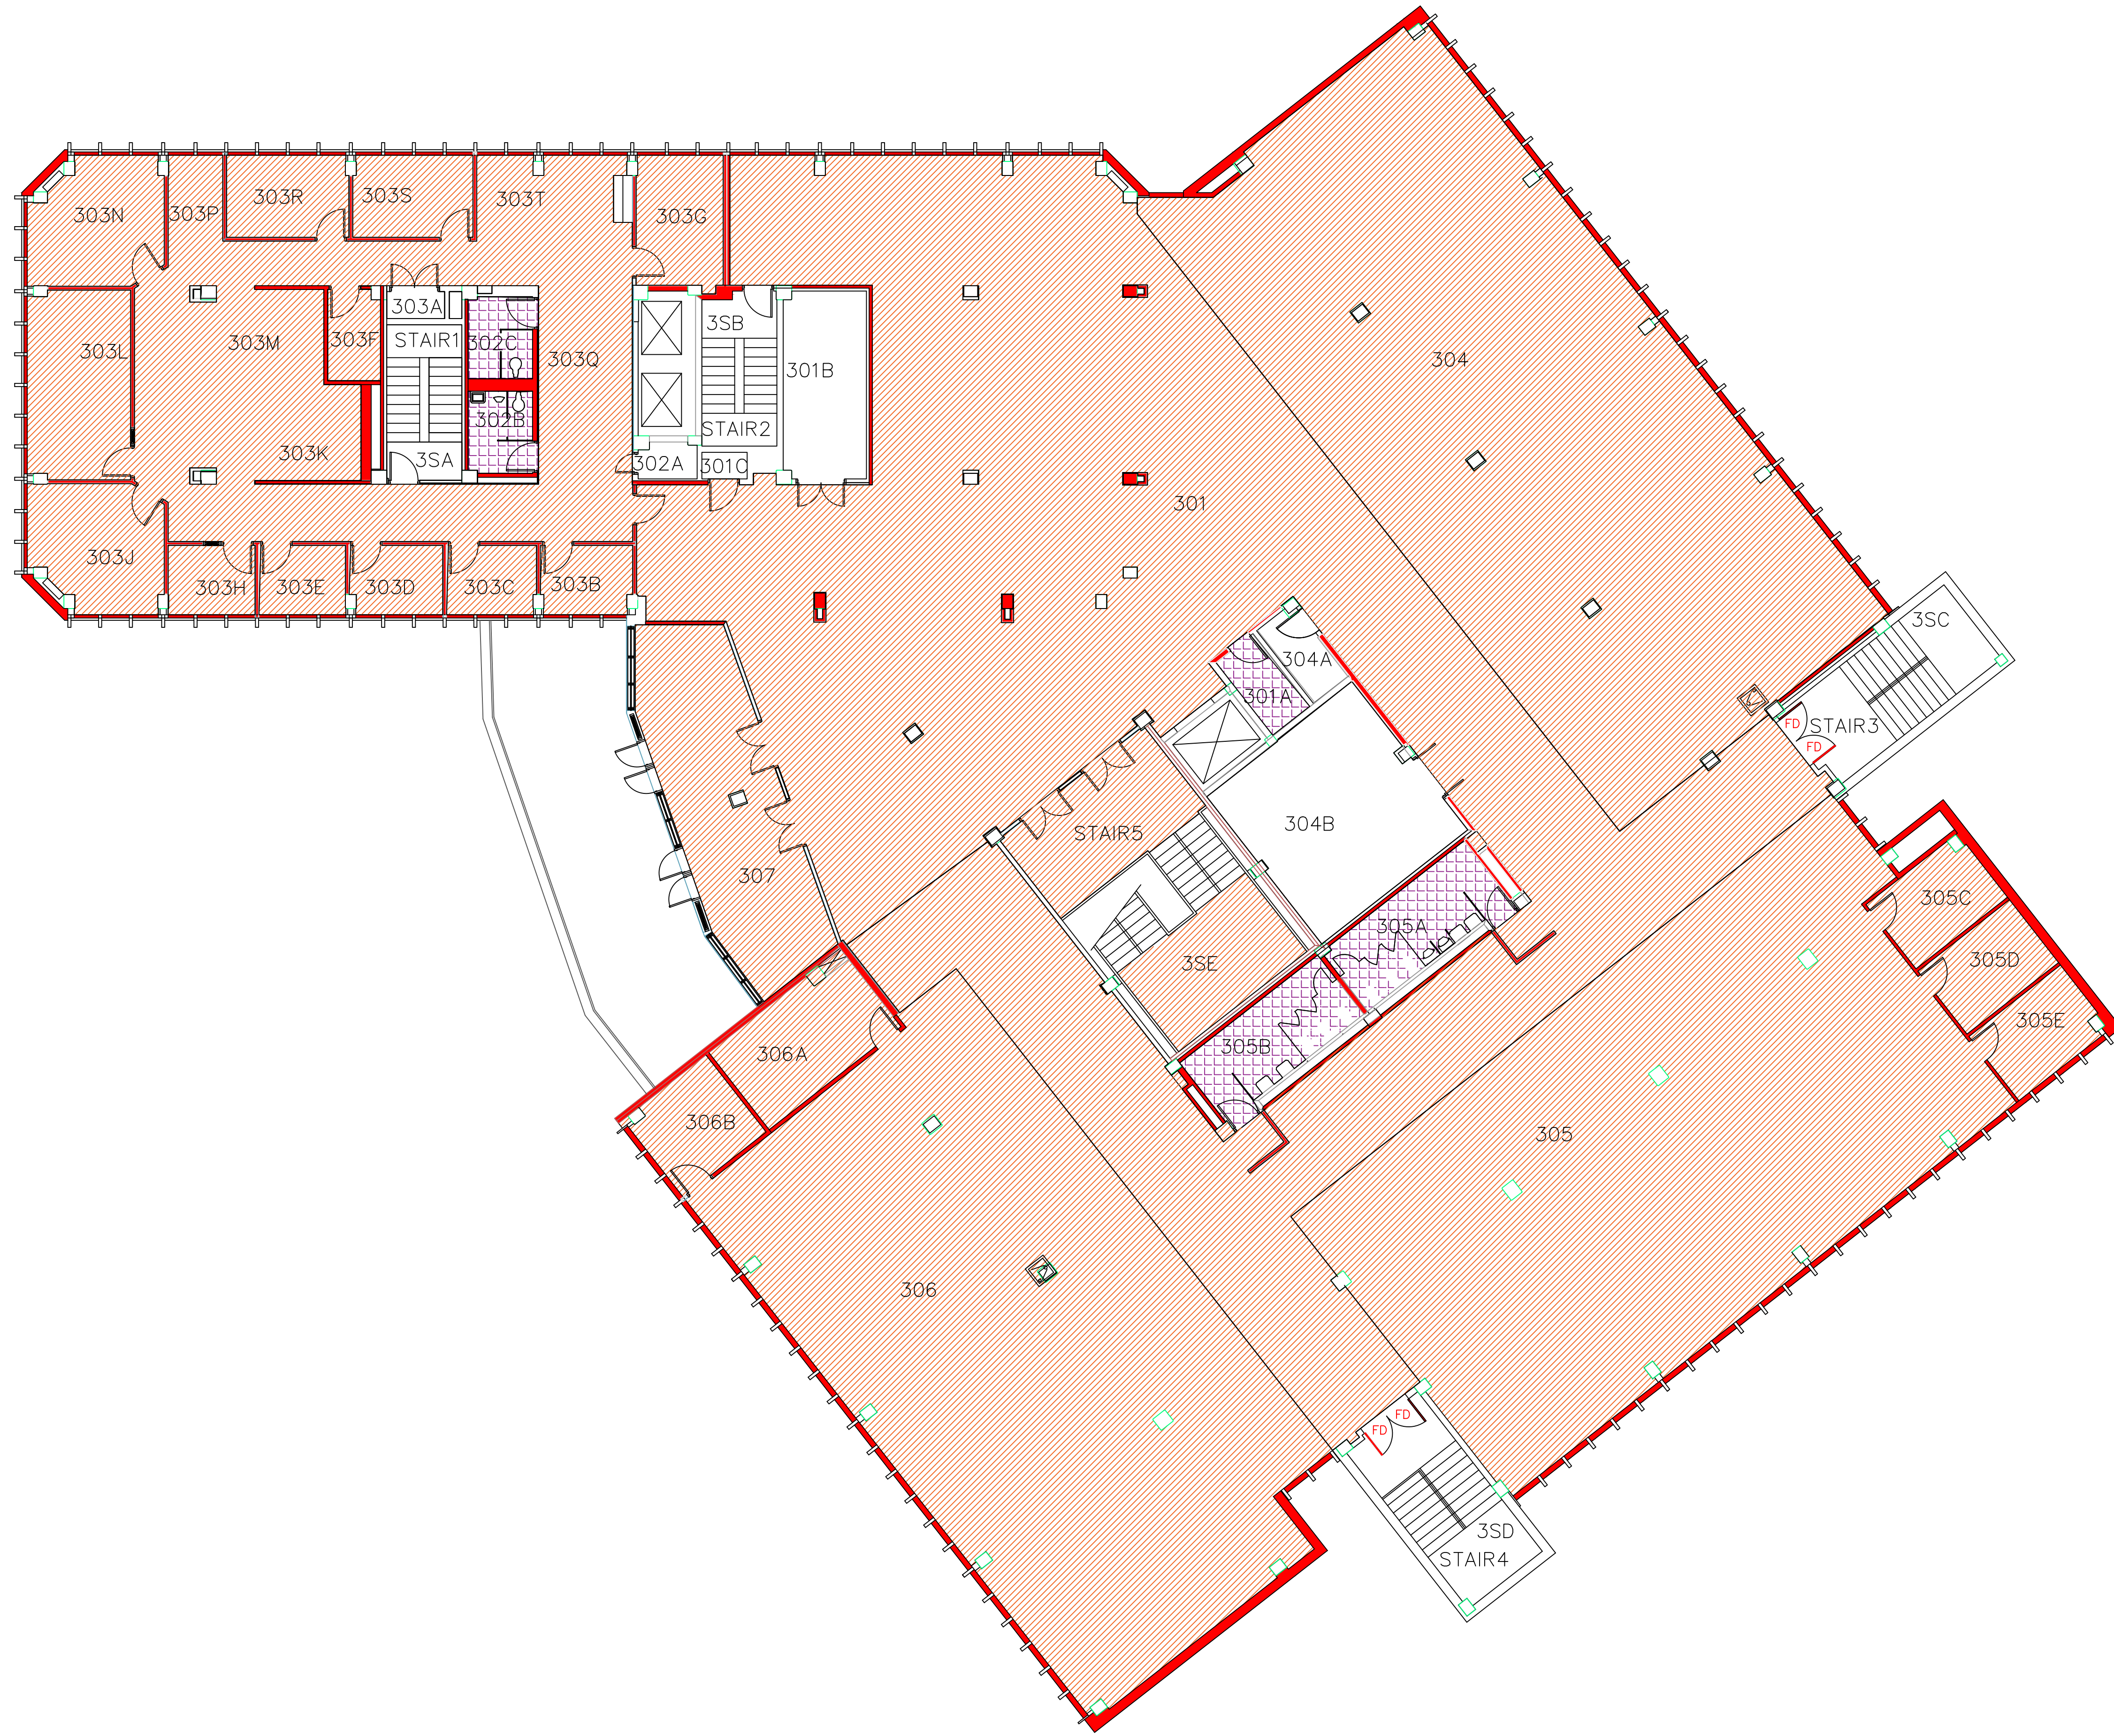 303N
303P
303R
303S
303T
303G
303A
STAIR1
302C
303L
303M
303F
303Q
3SB
301B
304
302B
STAIR2
303K
3SA
302A
301C
301
303J
303H
303E
303D
303C
303B
3SC
304A
301A
FD
STAIR3
FD
STAIR5
304B
307
305C
305A
305D
3SE
305E
306A
305B
306B
305
306
FD
FD
3SD
STAIR4